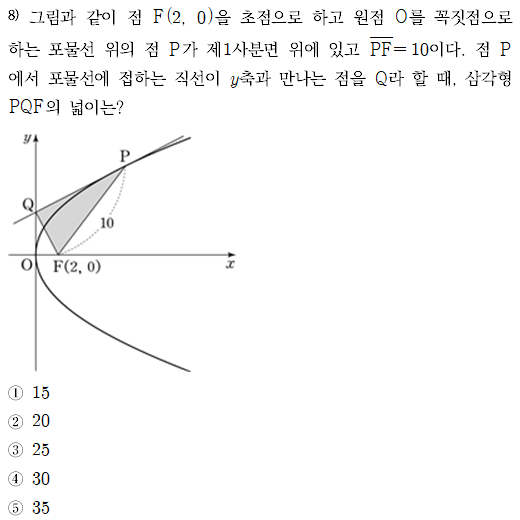 8) 그림과 같이 점 F(2, 0)을 초점으로 하고 원점 O를 꼭짓점으로
하는 포물선 위의 점 P가 제1사분면 위에 있고 \overline{PF}=10이다. 점 P
에서 포물선에 접하는 직선이 y축과 만나는 점을 Q라 할 때, 삼각형
PQF의 넓이는?
y
P
Q
10
O F(2, 0) x
① 15
② 20
③ 25
④ 30
⑤ 35